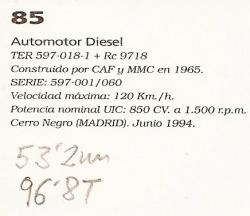 85
Automotor Diesel
TER 597-018-1 + Rc 9718
Construido por CAF y MMC en 1965.
SERIE: 597-001/060
Velocidad máxima: 120 Km./h.
Potencia nominal UIC: 850 CV. a 1.500 r.p.m.
Cerro Negro (MADRID). Junio 1994.
53'2um
96'8T